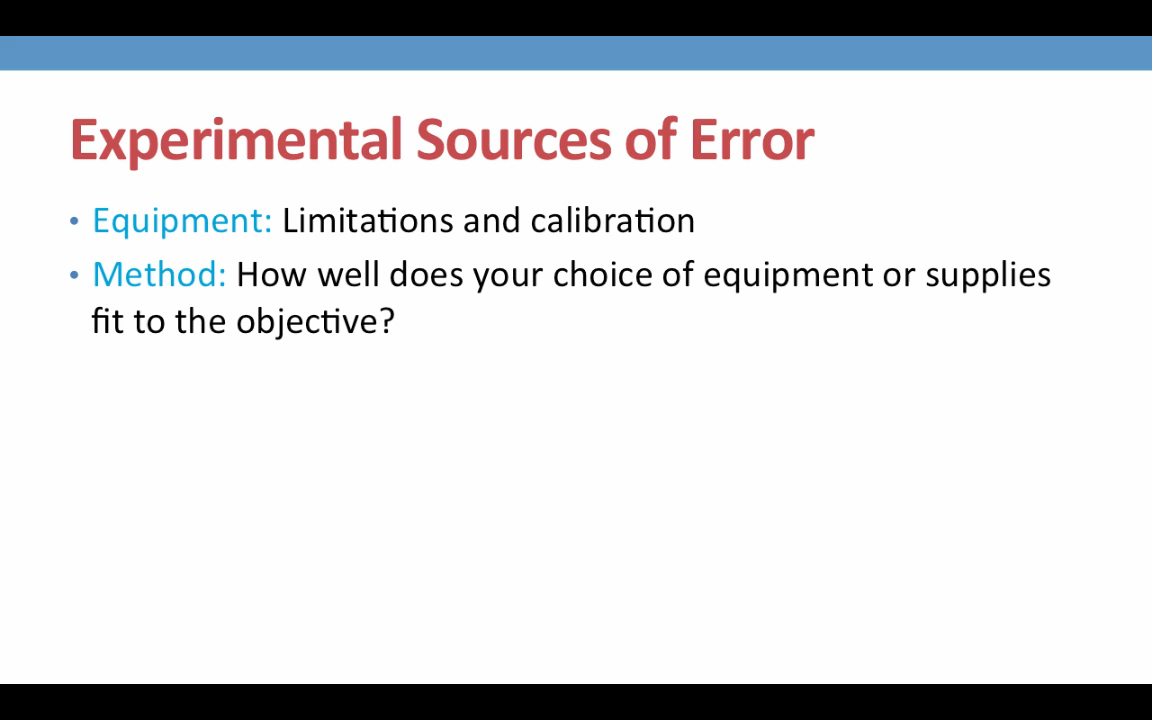 Experimental Sources of Error
• Equipment: Limitations and calibration
• Method: How well does your choice of equipment or supplies
fit to the objective?